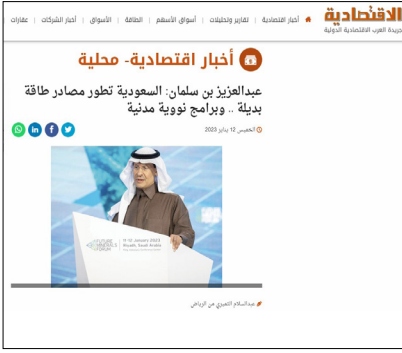 الاقتصادية
جريدة العرب الاقتصادية الدولية
أخبار اقتصادية | تقارير وتحليلات | أسواق الأسهم | الطاقة | الأسواق | أخبار الشركات | عقارات
أخبار اقتصادية- محلية
عبدالعزيز بن سلمان: السعودية تطور مصادر طاقة
بديلة .. وبرامج نووية مدنية
الخميس 12 يناير 2023
FUTURE
MINERALS
FORUM
11-12 January 2023
Riyadh, Saudi Arabia
عبدالسلام الثميري من الرياض